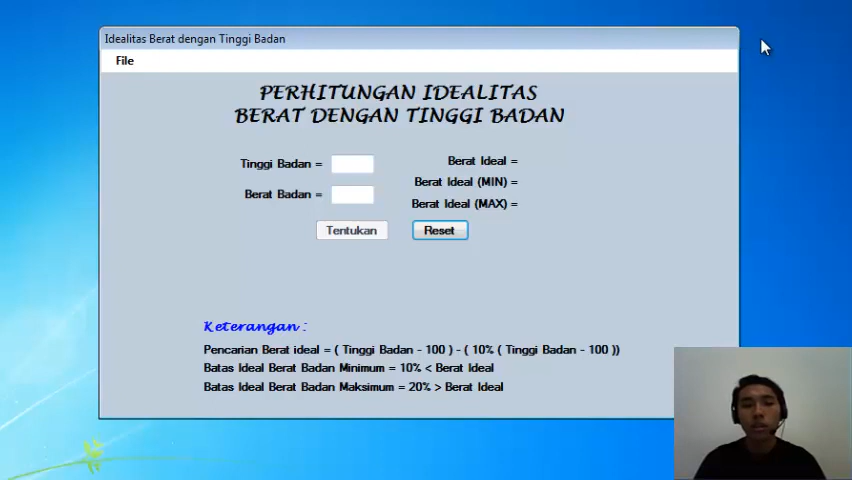 Idealitas Berat dengan Tinggi Badan
File
PERHITUNGAN IDEALITAS
BERAT DENGAN TINGGI BADAN
Tinggi Badan =
Berat Badan =
Berat Ideal =
Berat Ideal (MIN) =
Berat Ideal (MAX) =
Tentukan
Reset
Keterangan :
Pencarian Berat ideal = ( Tinggi Badan - 100 ) - ( 10% ( Tinggi Badan - 100 ))
Batas Ideal Berat Badan Minimum = 10% < Berat Ideal
Batas Ideal Berat Badan Maksimum = 20% > Berat Ideal